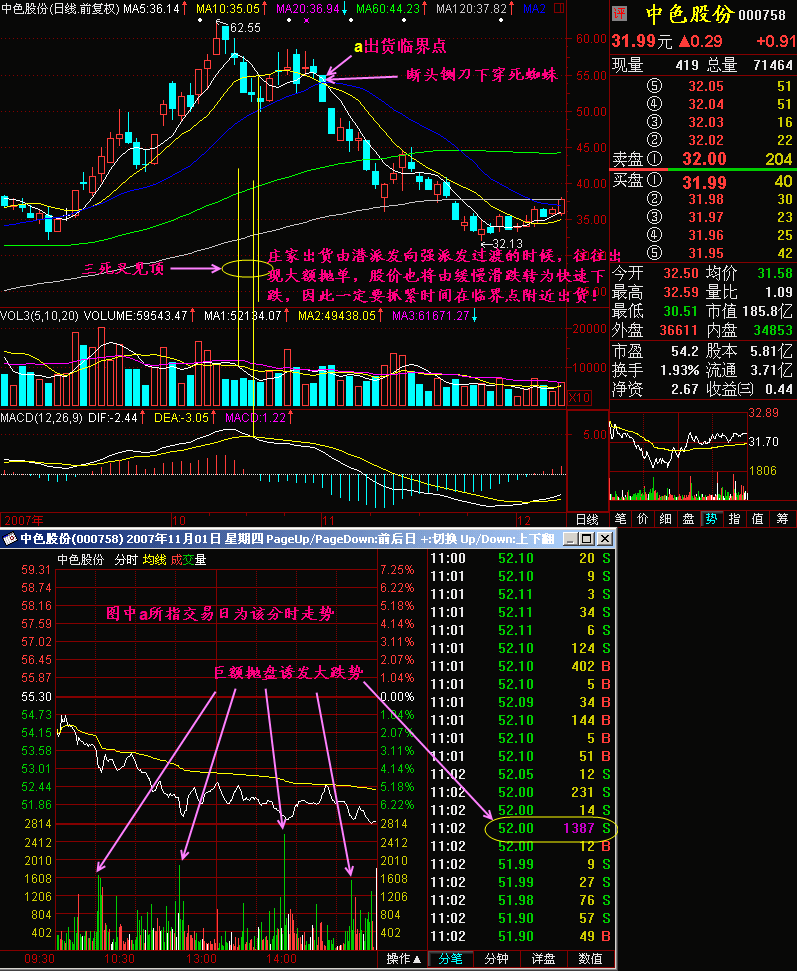 中色股份(日线.前复权) MA5:36.14↑ MA10:35.05↑ MA20:36.94↓ MA60:44.23↑ MA120:37.82↑ MA2
62.55
a出货临界点
断头铡刀下穿死蜘蛛
60.00
55.00
50.00
45.00
40.00
35.00
32.13
三死叉见顶
庄家出货由潜派发向强派发过渡的时候，往往出
现大额抛单，股价也将由缓慢滑跌转为快速下
跌，因此一定要抓紧时间在临界点附近出货！
VOL3(5,10,20) VOLUME:59543.47↑ MA1:52134.07↑ MA2:49438.05↑ MA3:61671.27↓
20000
10000
X10
MACD(12,26,9) DIF:-2.44↑ DEA:-3.05↑ MACD:1.22↑
6.00
2007年 10 11 12 日线
评 中色股份 000758
31.99元 ▲0.29 +0.91
现量 419 总量 71464
⑤ 32.05 51
④ 32.04 51
③ 32.03 16
② 32.02 22
卖盘① 32.00 204
买盘① 31.99 40
② 31.98 30
③ 31.97 23
④ 31.96 25
⑤ 31.95 42
今开 32.50 均价 31.58
最高 32.59 量比 1.09
最低 30.51 市值 185.8亿
外盘 36611 内盘 34853
市盈 54.2 股本 5.81亿
换手 1.93% 流通 3.71亿
净资 2.67 收益㈢ 0.44
32.89
31.70
1806
笔 价 细 盘 势 指 值 筹
中色股份(000758) 2007年11月01日 星期四 PageUp/PageDown:前后日 +:切换 Up/Down:上下翻
中色股份 分时 均线 成交量
59.31 7.25%
58.74 6.22%
58.16 5.18%
57.59 4.14%
57.02 3.11%
56.45 2.07%
55.87 1.04%
55.30 0.00%
54.73 1.04%
54.15 2.07%
53.58 3.11%
53.01 4.14%
52.44 5.18%
51.86 6.22%
2814 2814
2412 2412
2010 2010
1608 1608
1206 1206
804 804
402 402
图中a所指交易日为该分时走势
巨额抛盘诱发大跌势
09:30 10:30 13:00 14:00 操作▲
11:00 52.10 20 S
11:01 52.10 9 S
11:01 52.11 3 S
11:01 52.11 34 S
11:01 52.11 6 S
11:01 52.10 124 S
11:01 52.10 402 B
11:01 52.10 5 B
11:01 52.09 34 B
11:01 52.10 144 B
11:01 52.10 5 B
11:01 52.10 51 B
11:02 52.05 12 S
11:02 52.00 231 S
11:02 52.00 14 S
11:02 52.00 1387 S
11:02 52.00 12 B
11:02 51.99 9 S
11:02 51.99 27 S
11:02 51.98 76 S
11:02 51.90 57 S
11:02 51.90 49 B
分笔 分钟 详盘 数值